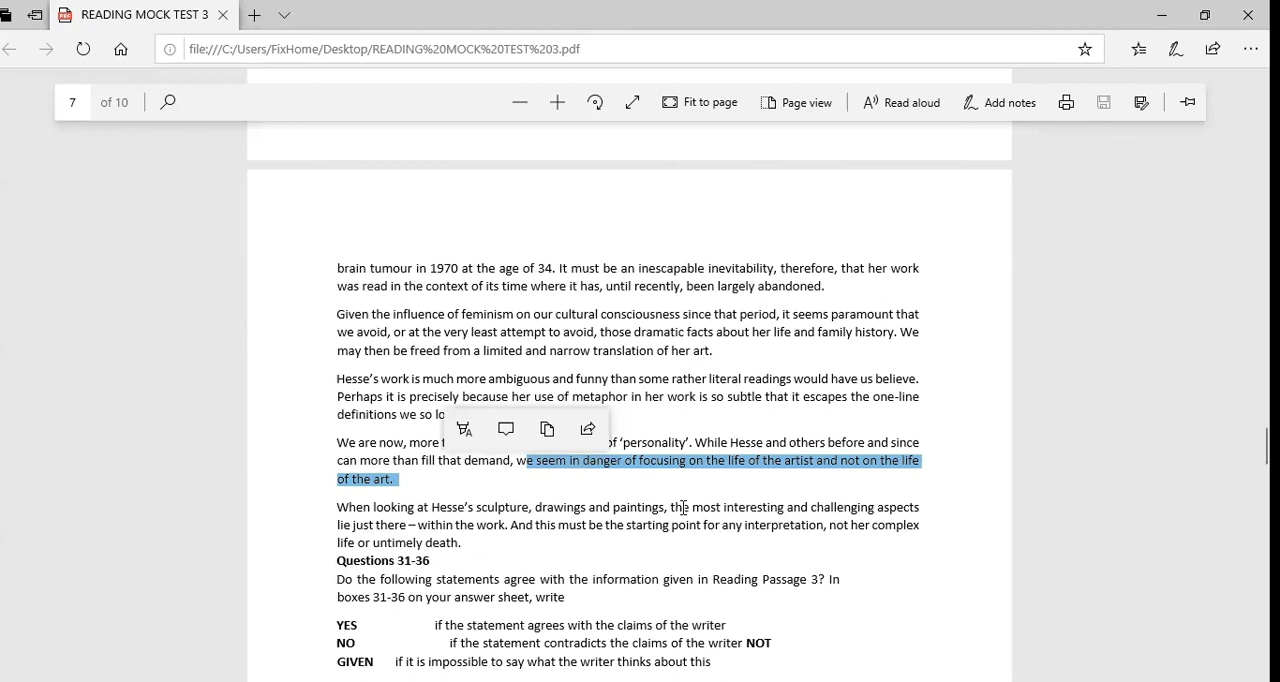 READING MOCK TEST 3
file:///C:/Users/FixHome/Desktop/READING%20MOCK%20TEST%203.pdf
7 of 10 Fit to page Page view Read aloud Add notes
brain tumour in 1970 at the age of 34. It must be an inescapable inevitability, therefore, that her work
was read in the context of its time where it has, until recently, been largely abandoned.
Given the influence of feminism on our cultural consciousness since that period, it seems paramount that
we avoid, or at the very least attempt to avoid, those dramatic facts about her life and family history. We
may then be freed from a limited and narrow translation of her art.
Hesse's work is much more ambiguous and funny than some rather literal readings would have us believe.
Perhaps it is precisely because her use of metaphor in her work is so subtle that it escapes the one-line
definitions we so lo
We are now, more t of 'personality'. While Hesse and others before and since
can more than fill that demand, we seem in danger of focusing on the life of the artist and not on the life
of the art.
When looking at Hesse's sculpture, drawings and paintings, the most interesting and challenging aspects
lie just there – within the work. And this must be the starting point for any interpretation, not her complex
life or untimely death.
Questions 31-36
Do the following statements agree with the information given in Reading Passage 3? In
boxes 31-36 on your answer sheet, write
YES if the statement agrees with the claims of the writer
NO if the statement contradicts the claims of the writer NOT
GIVEN if it is impossible to say what the writer thinks about this